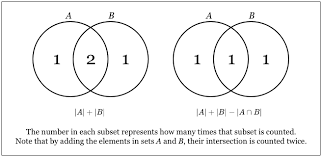 A B A B
1 2 1 1 1 1
|A| + |B| |A| + |B| − |A ∩ B|
The number in each subset represents how many times that subset is counted.
Note that by adding the elements in sets A and B, their intersection is counted twice.